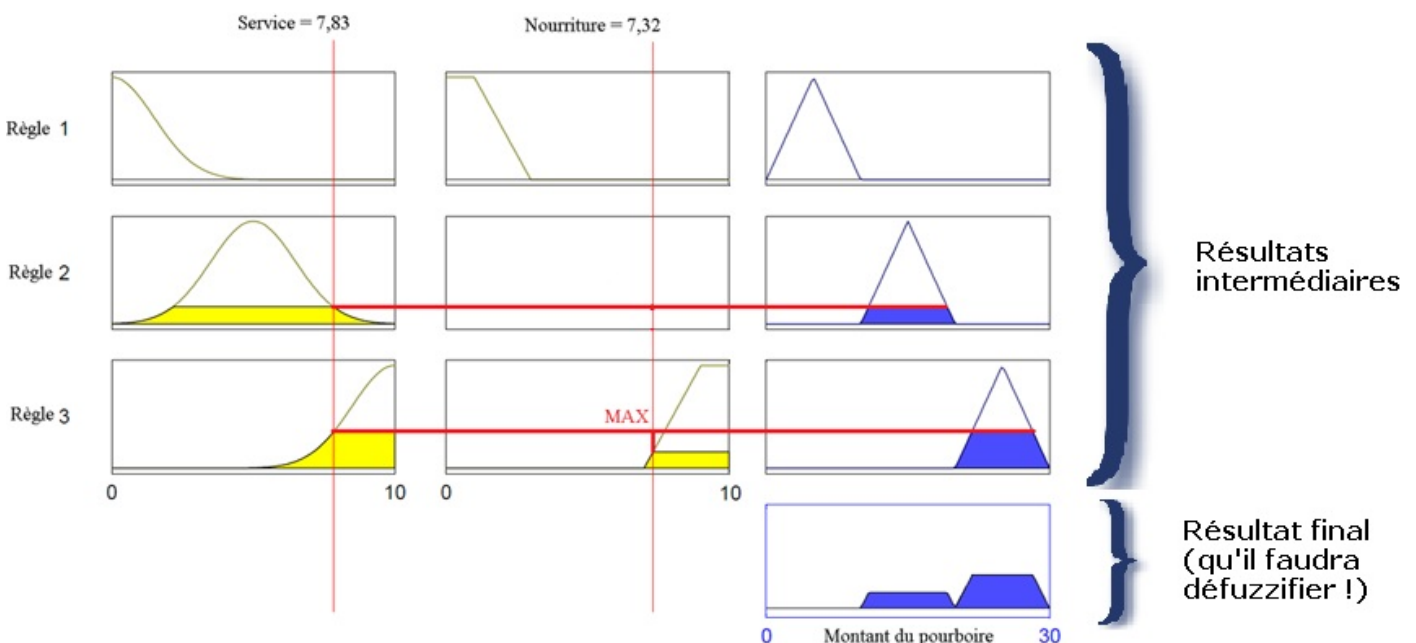 Service = 7,83
Nourriture = 7,32
Règle 1
Règle 2
Résultats
intermédiaires
Règle 3
MAX
0
10
0
10
Résultat final
(qu'il faudra
défuzzifier !)
0
Montant du pourboire
30